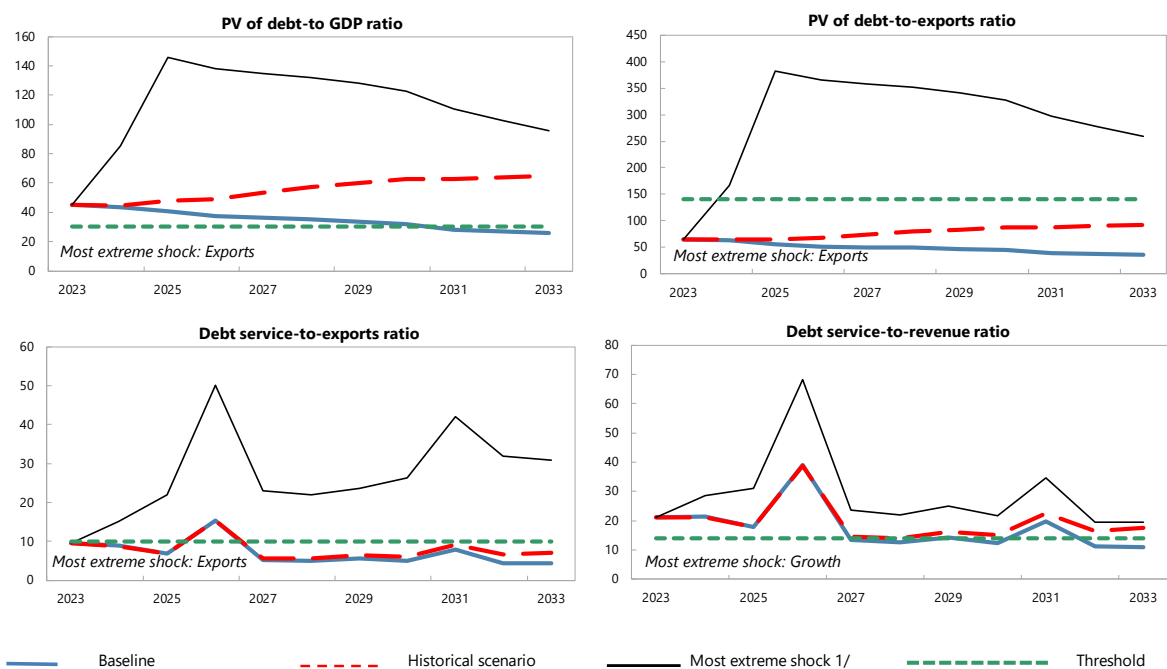 PV of debt-to GDP ratio
160
140
120
100
80
60
40
20
0
Most extreme shock: Exports
2023 2025 2027 2029 2031 2033
PV of debt-to-exports ratio
450
400
350
300
250
200
150
100
50
0
Most extreme shock: Exports
2023 2025 2027 2029 2031 2033
Debt service-to-exports ratio
60
50
40
30
20
10
0
Most extreme shock: Exports
2023 2025 2027 2029 2031 2033
Debt service-to-revenue ratio
80
70
60
50
40
30
20
10
0
Most extreme shock: Growth
2023 2025 2027 2029 2031 2033
Baseline Historical scenario Most extreme shock 1/ Threshold